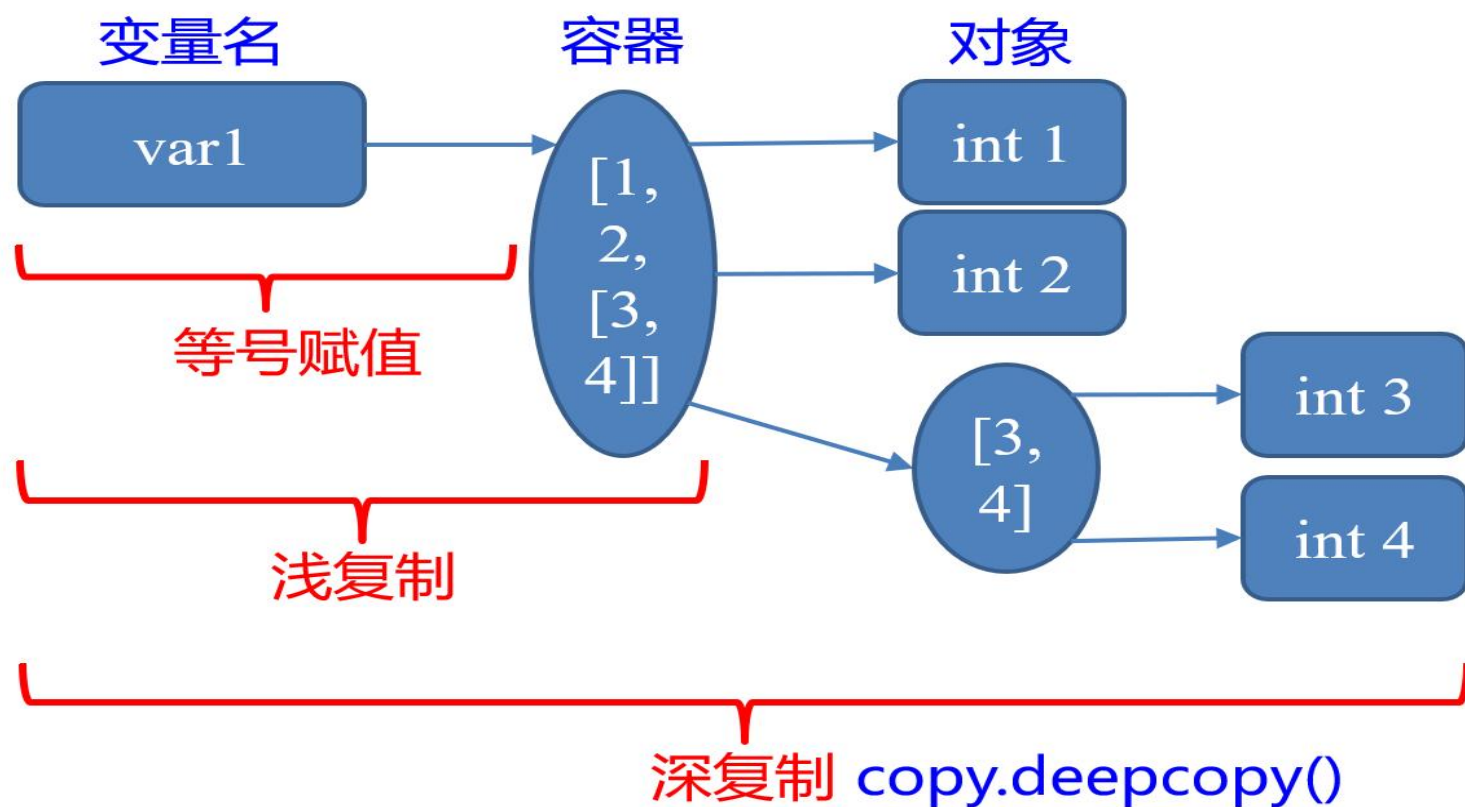 变量名
容器
对象
var1
[1,
2,
[3,
4]]
int 1
int 2
[3,
4]
int 3
int 4
等号赋值
浅复制
深复制 copy.deepcopy()